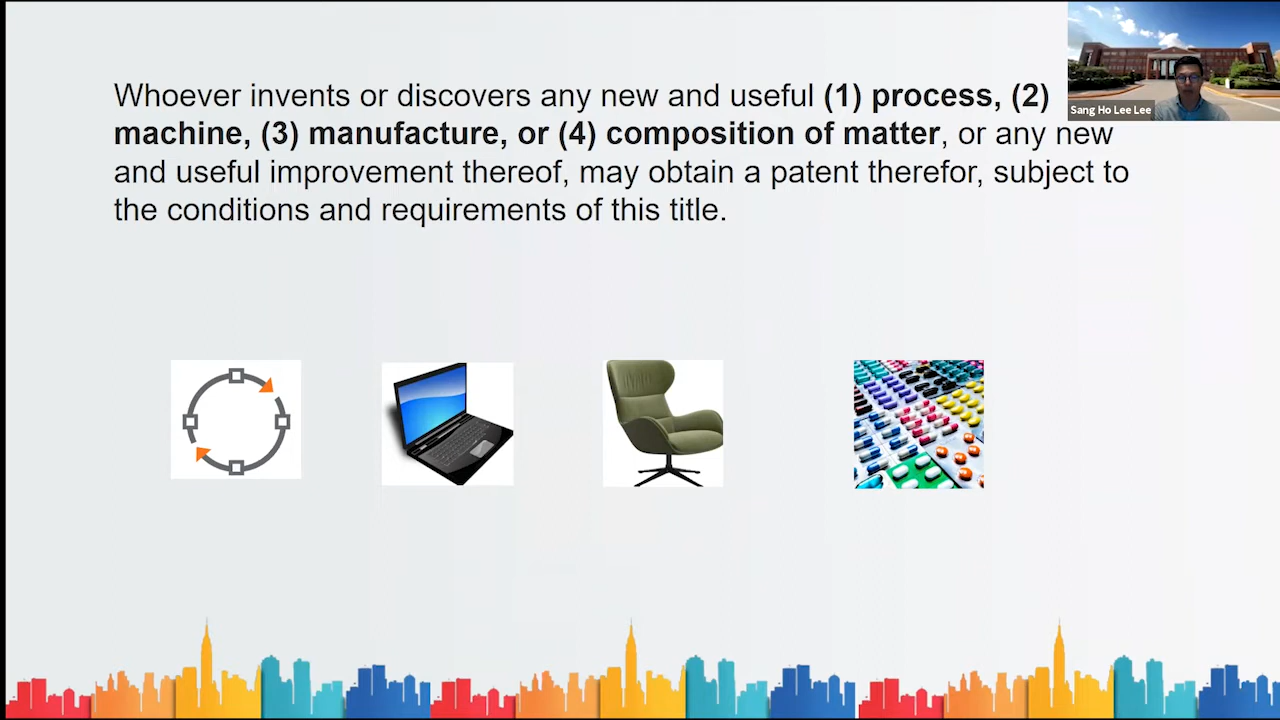 Whoever invents or discovers any new and useful (1) process, (2)
machine, (3) manufacture, or (4) composition of matter, or any new
and useful improvement thereof, may obtain a patent therefor, subject to
the conditions and requirements of this title.
Sang Ho Lee Lee